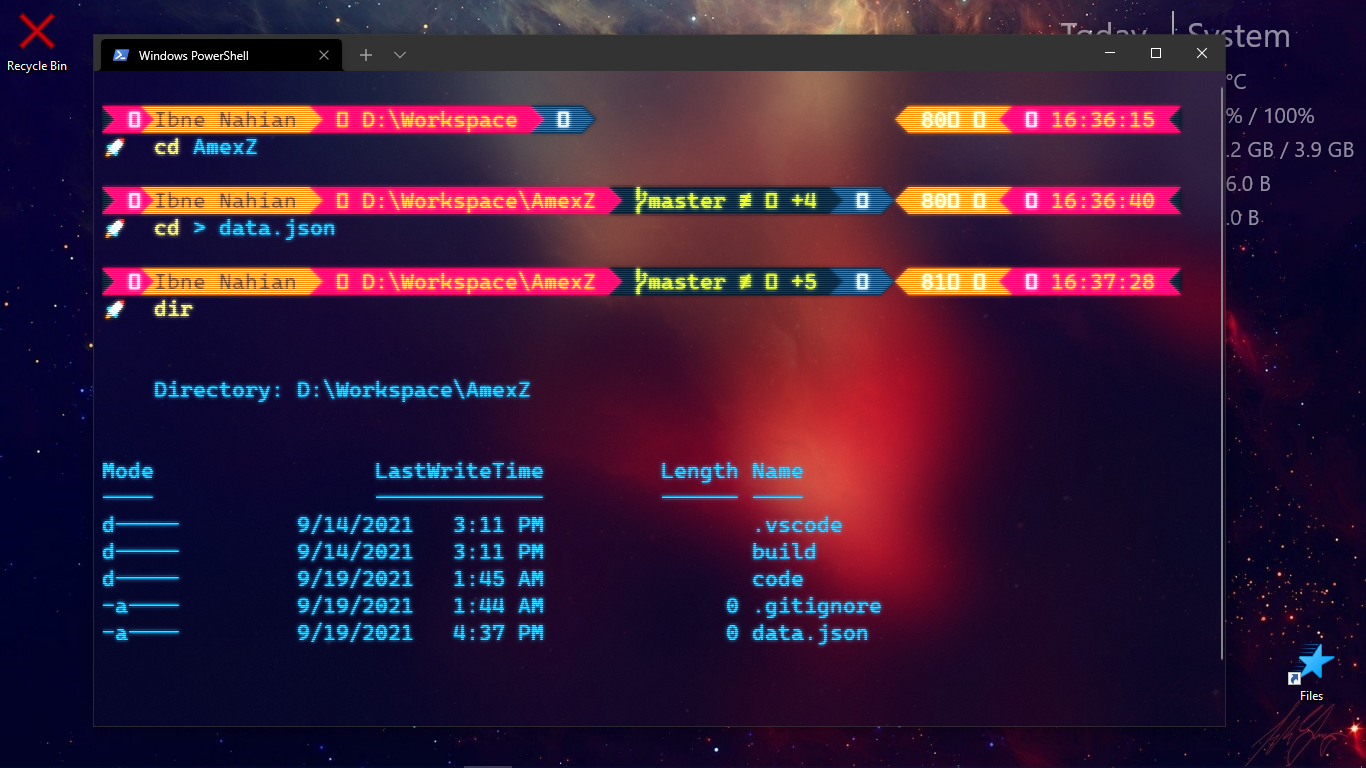 Today | System
Recycle Bin
Windows PowerShell
°C
% / 100%
.2 GB / 3.9 GB
6.0 B
.0 B
Ibne Nahian D:\Workspace 80 16:36:15
cd AmexZ
Ibne Nahian D:\Workspace\AmexZ master ≢ +4 80 16:36:40
cd > data.json
Ibne Nahian D:\Workspace\AmexZ master ≢ +5 81 16:37:28
dir
Directory: D:\Workspace\AmexZ
Mode LastWriteTime Length Name
---- ------------- ------ ----
d----- 9/14/2021 3:11 PM .vscode
d----- 9/14/2021 3:11 PM build
d----- 9/19/2021 1:45 AM code
-a---- 9/19/2021 1:44 AM 0 .gitignore
-a---- 9/19/2021 4:37 PM 0 data.json
Files